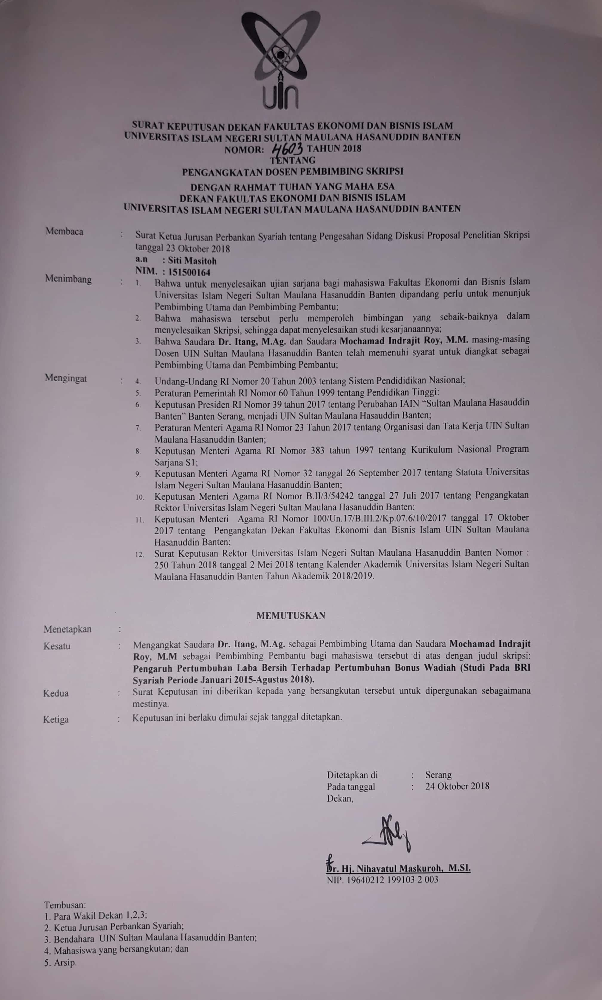 uin
SURAT KEPUTUSAN DEKAN FAKULTAS EKONOMI DAN BISNIS ISLAM
UNIVERSITAS ISLAM NEGERI SULTAN MAULANA HASANUDDIN BANTEN
NOMOR: 4603 TAHUN 2018
TENTANG
PENGANGKATAN DOSEN PEMBIMBING SKRIPSI
DENGAN RAHMAT TUHAN YANG MAHA ESA
DEKAN FAKULTAS EKONOMI DAN BISNIS ISLAM
UNIVERSITAS ISLAM NEGERI SULTAN MAULANA HASANUDDIN BANTEN
Membaca : Surat Ketua Jurusan Perbankan Syariah tentang Pengesahan Sidang Diskusi Proposal Penelitian Skripsi
tanggal 23 Oktober 2018
a.n : Siti Masitoh
NIM. : 151500164
Menimbang : 1. Bahwa untuk menyelesaikan ujian sarjana bagi mahasiswa Fakultas Ekonomi dan Bisnis Islam
Universitas Islam Negeri Sultan Maulana Hasanuddin Banten dipandang perlu untuk menunjuk
Pembimbing Utama dan Pembimbing Pembantu;
2. Bahwa mahasiswa tersebut perlu memperoleh bimbingan yang sebaik-baiknya dalam
menyelesaikan Skripsi, sehingga dapat menyelesaikan studi kesarjanaannya;
3. Bahwa Saudara Dr. Itang, M.Ag. dan Saudara Mochamad Indrajit Roy, M.M. masing-masing
Dosen UIN Sultan Maulana Hasanuddin Banten telah memenuhi syarat untuk diangkat sebagai
Pembimbing Utama dan Pembimbing Pembantu;
Mengingat : 4. Undang-Undang RI Nomor 20 Tahun 2003 tentang Sistem Pendididikan Nasional;
5. Peraturan Pemerintah RI Nomor 60 Tahun 1999 tentang Pendidikan Tinggi:
6. Keputusan Presiden RI Nomor 39 tahun 2017 tentang Perubahan IAIN “Sultan Maulana Hasauddin
Banten” Banten Serang, menjadi UIN Sultan Maulana Hasauddin Banten;
7. Peraturan Menteri Agama RI Nomor 23 Tahun 2017 tentang Organisasi dan Tata Kerja UIN Sultan
Maulana Hasanuddin Banten;
8. Keputusan Menteri Agama RI Nomor 383 tahun 1997 tentang Kurikulum Nasional Program
Sarjana S1;
9. Keputusan Menteri Agama RI Nomor 32 tanggal 26 September 2017 tentang Statuta Universitas
Islam Negeri Sultan Maulana Hasanuddin Banten;
10. Keputusan Menteri Agama RI Nomor B.II/3/54242 tanggal 27 Juli 2017 tentang Pengangkatan
Rektor Universitas Islam Negeri Sultan Maulana Hasanuddin Banten;
11. Keputusan Menteri Agama RI Nomor 100/Un.17/B.III.2/Kp.07.6/10/2017 tanggal 17 Oktober
2017 tentang Pengangkatan Dekan Fakultas Ekonomi dan Bisnis Islam UIN Sultan Maulana
Hasanuddin Banten;
12. Surat Keputusan Rektor Universitas Islam Negeri Sultan Maulana Hasanuddin Banten Nomor :
250 Tahun 2018 tanggal 2 Mei 2018 tentang Kalender Akademik Universitas Islam Negeri Sultan
Maulana Hasanuddin Banten Tahun Akademik 2018/2019.
MEMUTUSKAN
Menetapkan :
Kesatu : Mengangkat Saudara Dr. Itang, M.Ag. sebagai Pembimbing Utama dan Saudara Mochamad Indrajit
Roy, M.M sebagai Pembimbing Pembantu bagi mahasiswa tersebut di atas dengan judul skripsi:
Pengaruh Pertumbuhan Laba Bersih Terhadap Pertumbuhan Bonus Wadiah (Studi Pada BRI
Syariah Periode Januari 2015-Agustus 2018).
Kedua : Surat Keputusan ini diberikan kepada yang bersangkutan tersebut untuk dipergunakan sebagaimana
mestinya.
Ketiga : Keputusan ini berlaku dimulai sejak tanggal ditetapkan.
Ditetapkan di : Serang
Pada tanggal : 24 Oktober 2018
Dekan,
Dr. Hj. Nihayatul Maskuroh, M.SI.
NIP. 19640212 199103 2 003
Tembusan:
1. Para Wakil Dekan 1,2,3;
2. Ketua Jurusan Perbankan Syariah;
3. Bendahara UIN Sultan Maulana Hasanuddin Banten;
4. Mahasiswa yang bersangkutan; dan
5. Arsip.